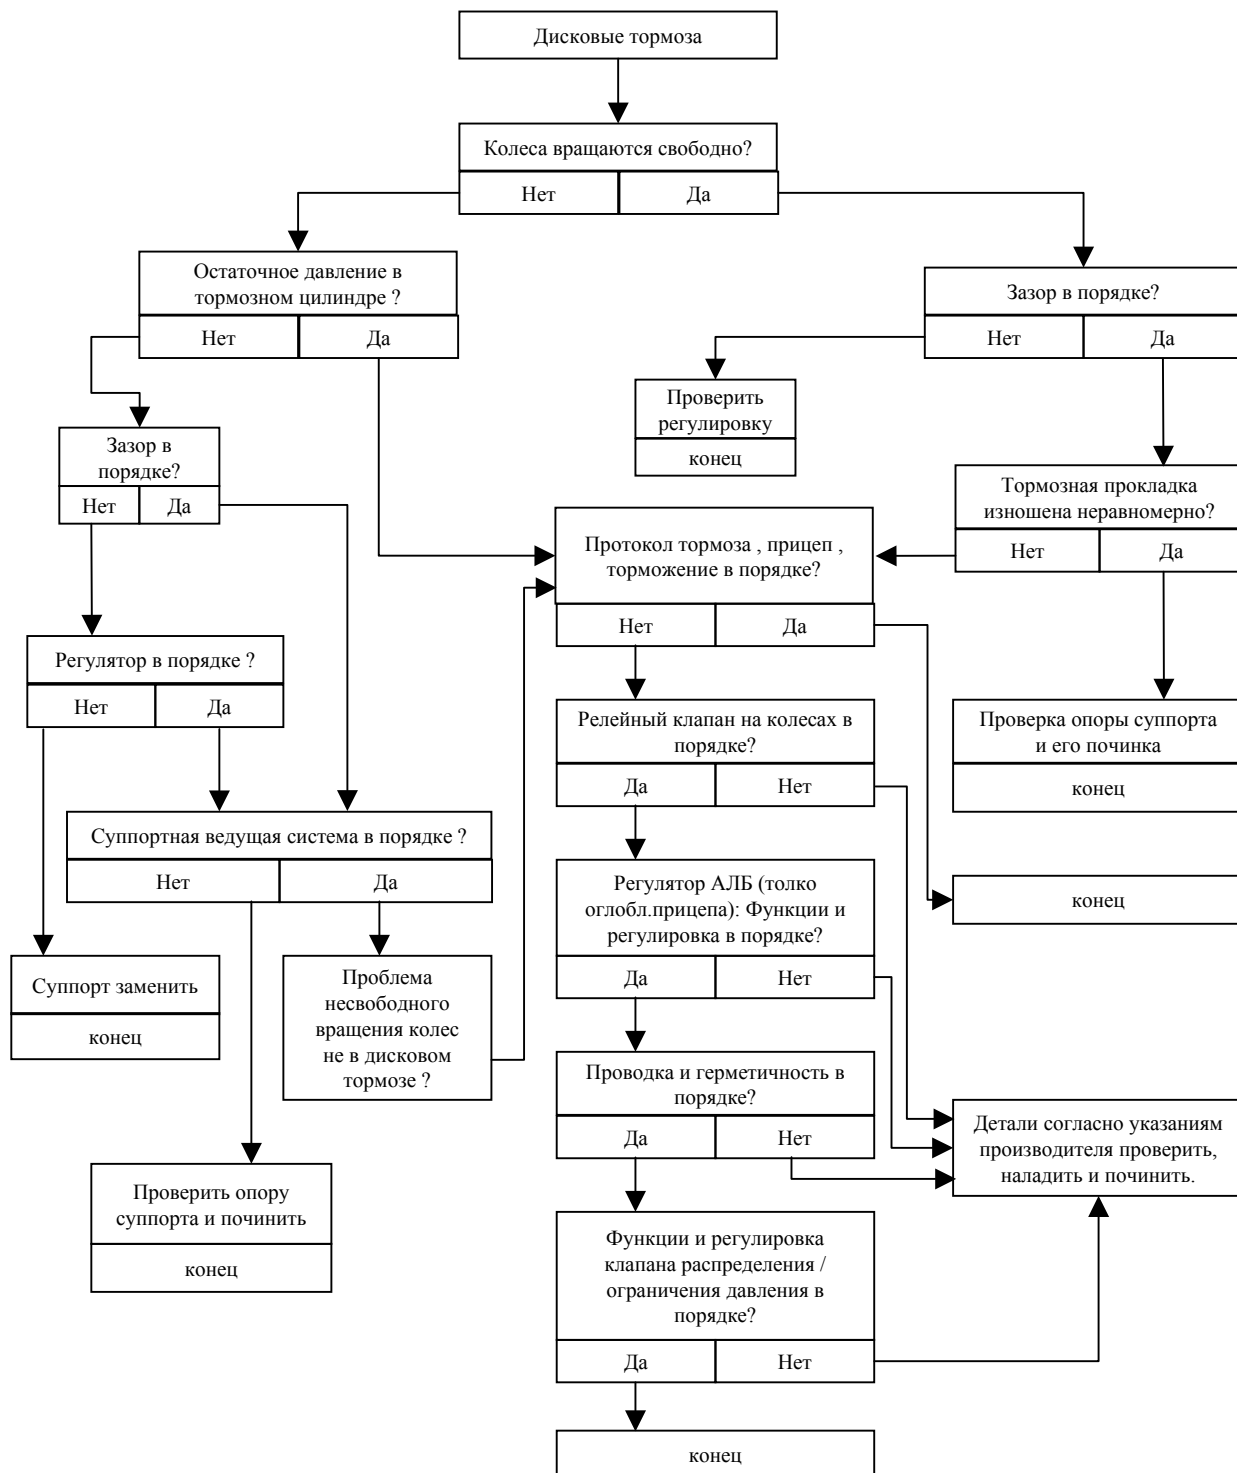 Дисковые тормоза
Колеса вращаются свободно?
Нет
Да
Остаточное давление в
тормозном цилиндре ?
Нет
Да
Зазор в порядке?
Нет
Да
Проверить
регулировку
конец
Зазор в
порядке?
Нет
Да
Тормозная прокладка
изношена неравномерно?
Нет
Да
Протокол тормоза , прицеп ,
торможение в порядке?
Нет
Да
Регулятор в порядке ?
Нет
Да
Релейный клапан на колесах в
порядке?
Да
Нет
Проверка опоры суппорта
и его починка
конец
Суппортная ведущая система в порядке ?
Нет
Да
Регулятор АЛБ (толко
оглобл.прицепа): Функции и
регулировка в порядке?
Да
Нет
конец
Суппорт заменить
конец
Проблема
несвободного
вращения колес
не в дисковом
тормозе ?
Проводка и герметичность в
порядке?
Да
Нет
Детали согласно указаниям
производителя проверить,
наладить и починить.
Проверить опору
суппорта и починить
конец
Функции и регулировка
клапана распределения /
ограничения давления в
порядке?
Да
Нет
конец